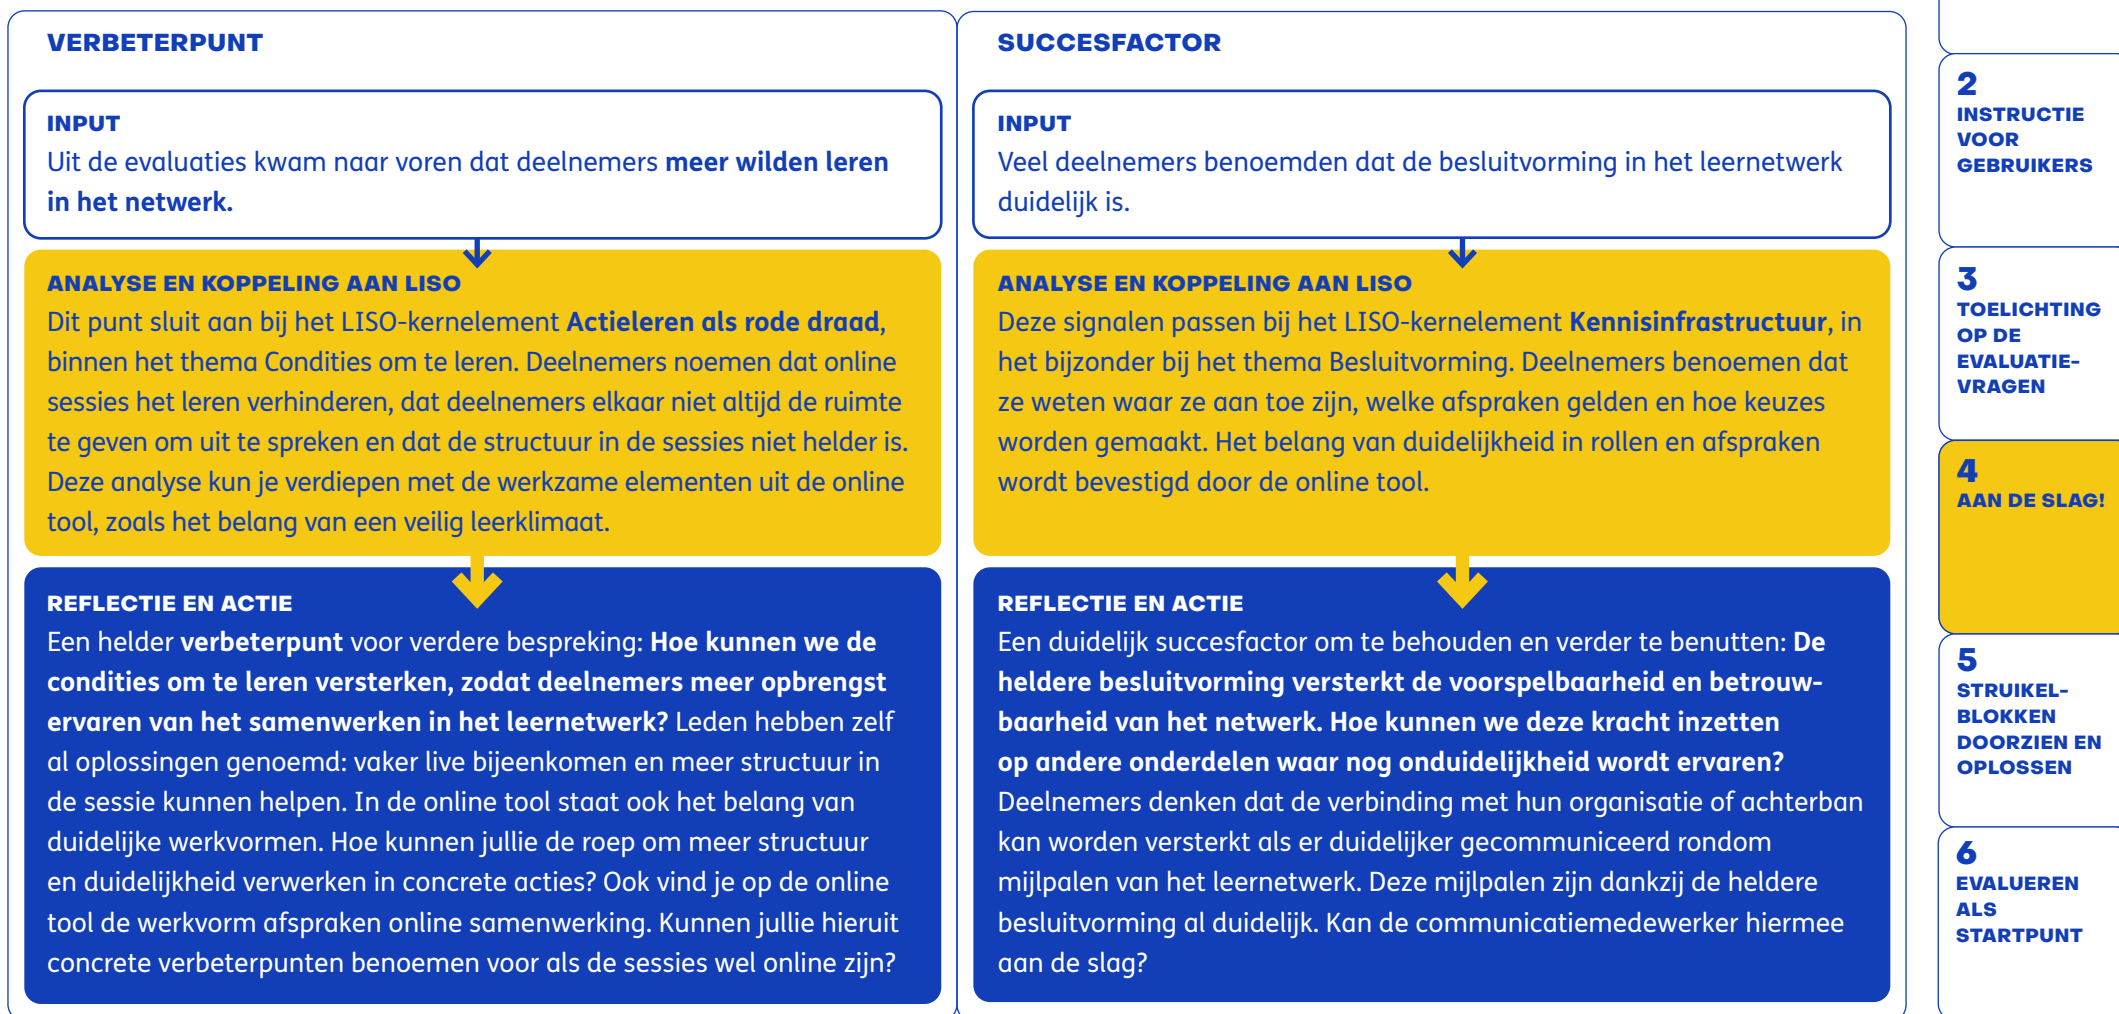 VERBETERPUNT
INPUT
Uit de evaluaties kwam naar voren dat deelnemers meer wilden leren
in het netwerk.
ANALYSE EN KOPPELING AAN LISO
Dit punt sluit aan bij het LISO-kernelement Actieleren als rode draad,
binnen het thema Condities om te leren. Deelnemers noemen dat online
sessies het leren verhinderen, dat deelnemers elkaar niet altijd de ruimte
te geven om uit te spreken en dat de structuur in de sessies niet helder is.
Deze analyse kun je verdiepen met de werkzame elementen uit de online
tool, zoals het belang van een veilig leerklimaat.
REFLECTIE EN ACTIE
Een helder verbeterpunt voor verdere bespreking: Hoe kunnen we de
condities om te leren versterken, zodat deelnemers meer opbrengst
ervaren van het samenwerken in het leernetwerk? Leden hebben zelf
al oplossingen genoemd: vaker live bijeenkomen en meer structuur in
de sessie kunnen helpen. In de online tool staat ook het belang van
duidelijke werkvormen. Hoe kunnen jullie de roep om meer structuur
en duidelijkheid verwerken in concrete acties? Ook vind je op de online
tool de werkvorm afspraken online samenwerking. Kunnen jullie hieruit
concrete verbeterpunten benoemen voor als de sessies wel online zijn?
SUCCESFACTOR
INPUT
Veel deelnemers benoemden dat de besluitvorming in het leernetwerk
duidelijk is.
ANALYSE EN KOPPELING AAN LISO
Deze signalen passen bij het LISO-kernelement Kennisinfrastructuur, in
het bijzonder bij het thema Besluitvorming. Deelnemers benoemen dat
ze weten waar ze aan toe zijn, welke afspraken gelden en hoe keuzes
worden gemaakt. Het belang van duidelijkheid in rollen en afspraken
wordt bevestigd door de online tool.
REFLECTIE EN ACTIE
Een duidelijk succesfactor om te behouden en verder te benutten: De
heldere besluitvorming versterkt de voorspelbaarheid en betrouw-
baarheid van het netwerk. Hoe kunnen we deze kracht inzetten
op andere onderdelen waar nog onduidelijkheid wordt ervaren?
Deelnemers denken dat de verbinding met hun organisatie of achterban
kan worden versterkt als er duidelijker gecommuniceerd rondom
mijlpalen van het leernetwerk. Deze mijlpalen zijn dankzij de heldere
besluitvorming al duidelijk. Kan de communicatiemedewerker hiermee
aan de slag?
2
INSTRUCTIE
VOOR
GEBRUIKERS
3
TOELICHTING
OP DE
EVALUATIE-
VRAGEN
4
AAN DE SLAG!
5
STRUIKEL-
BLOKKEN
DOORZIEN EN
OPLOSSEN
6
EVALUEREN
ALS
STARTPUNT